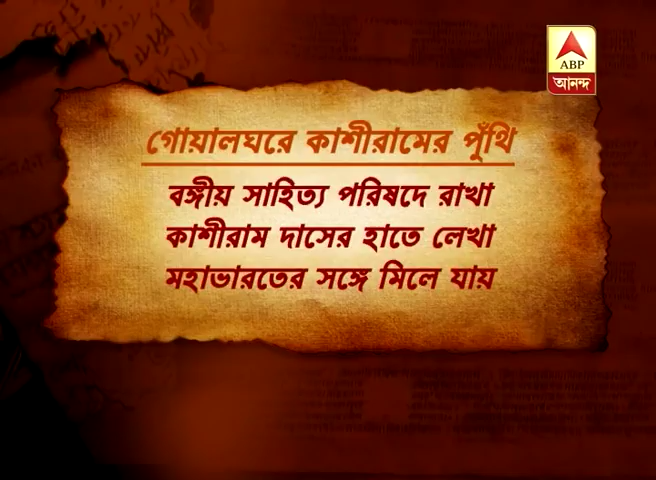 ABP
আনন্দ
গোয়ালঘরে কাশীরামের পুঁথি
বঙ্গীয় সাহিত্য পরিষদে রাখা
কাশীরাম দাসের হাতে লেখা
মহাভারতের সঙ্গে মিলে যায়